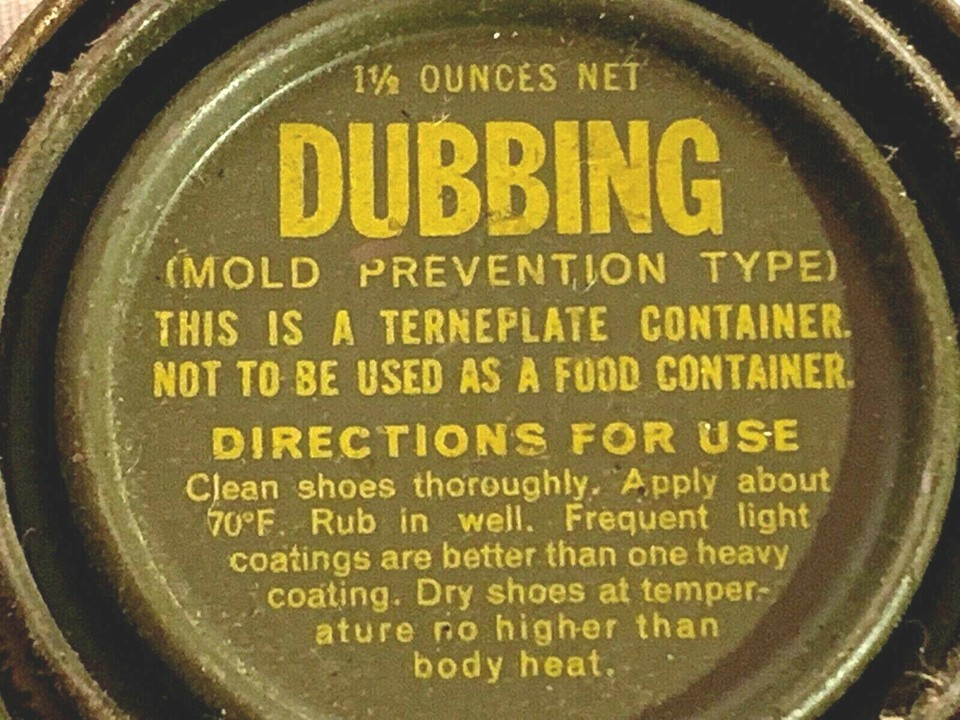 1½ OUNCES NET
DUBBING
(MOLD PREVENTION TYPE)
THIS IS A TERNEPLATE CONTAINER.
NOT TO BE USED AS A FOOD CONTAINER.
DIRECTIONS FOR USE
Clean shoes thoroughly. Apply about
70°F. Rub in well. Frequent light
coatings are better than one heavy
coating. Dry shoes at temper-
ature no higher than
body heat.